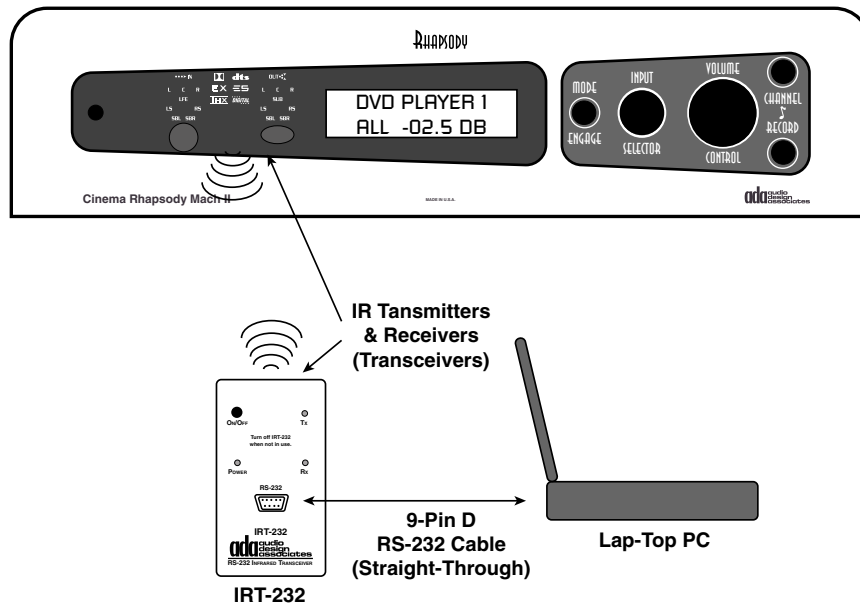 RHAPSODY
IN
dts
OUT
EX ES
L C R
L C R
THX DIGITAL
LFE
SUB
LS RS
LS RS
SBL SBR
SBL SBR
DVD PLAYER 1
ALL -02.5 DB
MODE
ENGAGE
INPUT
SELECTOR
VOLUME
CONTROL
CHANNEL
RECORD
Cinema Rhapsody Mach II
MADE IN U.S.A.
ada audio
design
associates
IR Tansmitters
& Receivers
(Transceivers)
ON/OFF
TX
Turn off IRT-232
when not in use.
POWER
RX
RS-232
IRT-232
ada audio
design
associates
RS-232 INFRARED TRANSCEIVER
IRT-232
9-Pin D
RS-232 Cable
(Straight-Through)
Lap-Top PC